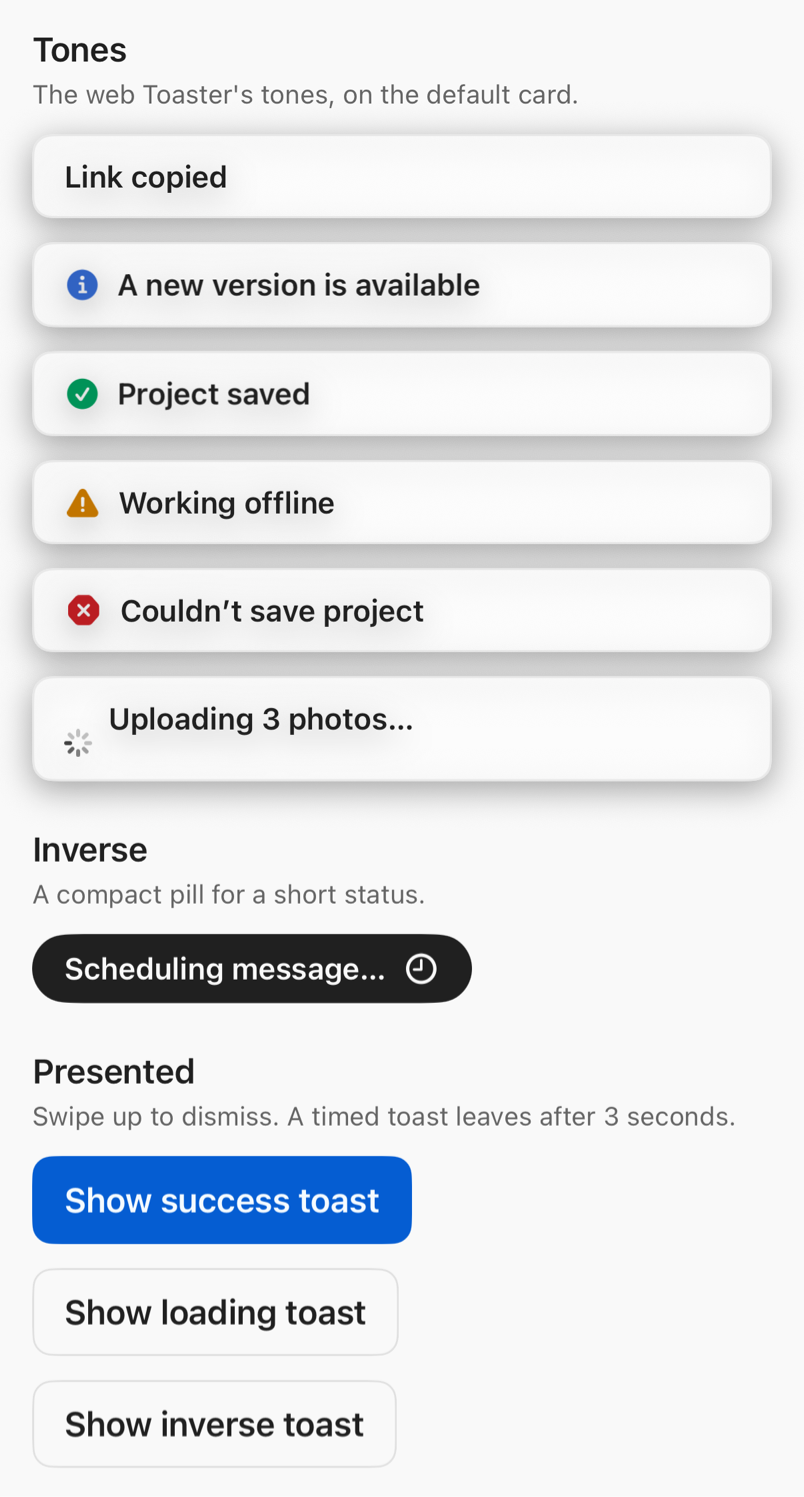 Tones
The web Toaster's tones, on the default card.
Link copied
A new version is available
Project saved
Working offline
Couldn’t save project
Uploading 3 photos...
Inverse
A compact pill for a short status.
Scheduling message...
Presented
Swipe up to dismiss. A timed toast leaves after 3 seconds.
Show success toast
Show loading toast
Show inverse toast